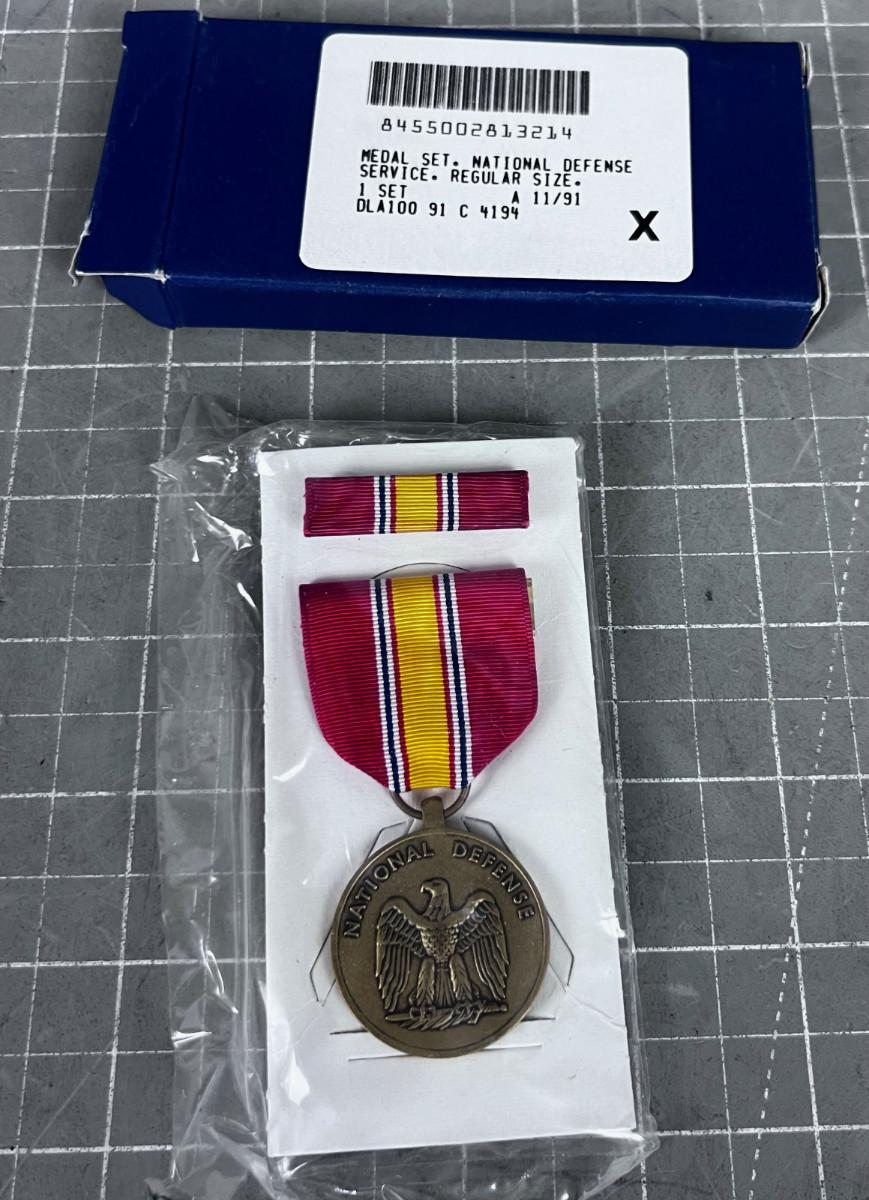 8455002813214
MEDAL SET. NATIONAL DEFENSE
SERVICE. REGULAR SIZE.
1 SET A 11/91
DLA100 91 C 4194
X
NATIONAL DEFENSE